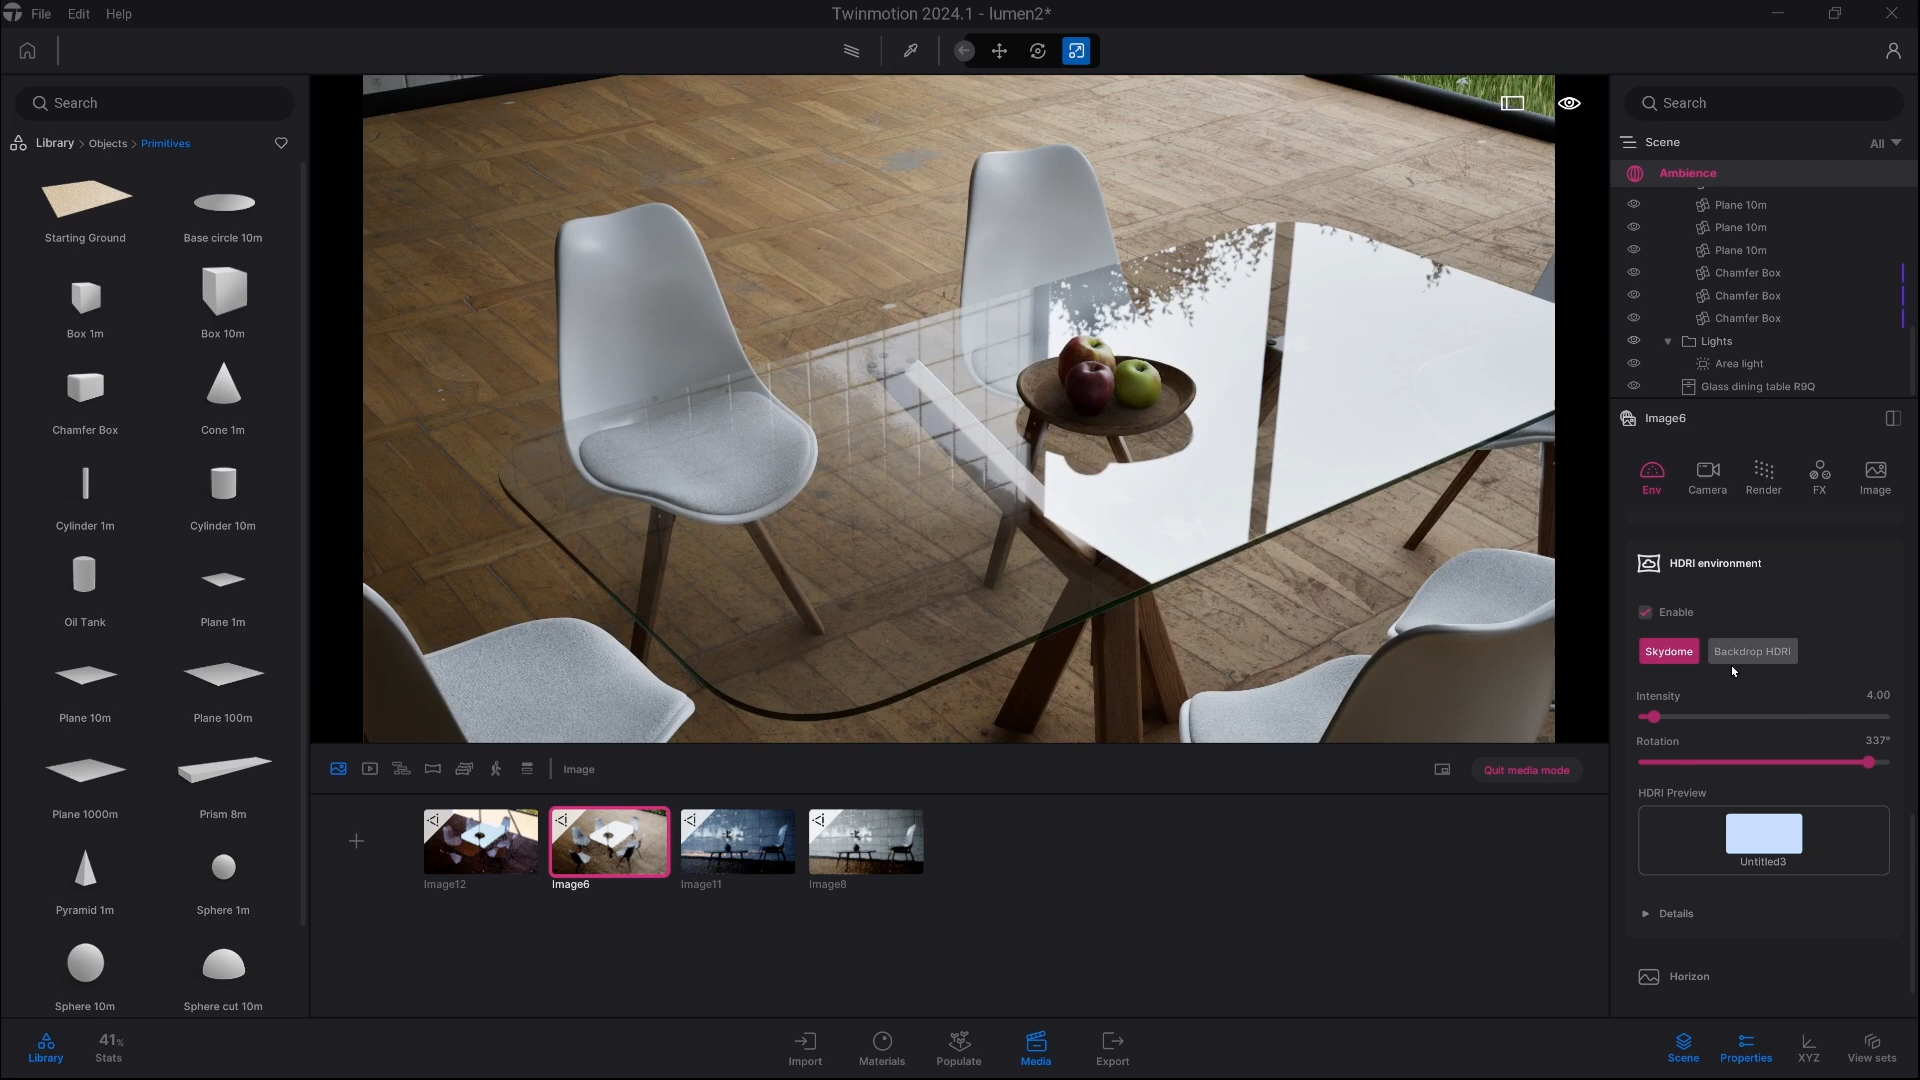 File Edit Help
Twinmotion 2024.1 - lumen2*
Search
Library > Objects > Primitives
Starting Ground
Base circle 10m
Box 1m
Box 10m
Chamfer Box
Cone 1m
Cylinder 1m
Cylinder 10m
Oil Tank
Plane 1m
Plane 10m
Plane 100m
Plane 1000m
Prism 8m
Pyramid 1m
Sphere 1m
Sphere 10m
Sphere cut 10m
Library
41%
Stats
Image
Quit media mode
Image12
Image6
Image11
Image8
Import
Materials
Populate
Media
Export
Search
Scene
All
Ambience
Plane 10m
Plane 10m
Plane 10m
Chamfer Box
Chamfer Box
Chamfer Box
Lights
Area light
Glass dining table R9Q
Image6
Env
Camera
Render
FX
Image
HDRI environment
Enable
Skydome
Backdrop HDRI
Intensity 4.00
Rotation 337°
HDRI Preview
Untitled3
Details
Horizon
Scene
Properties
XYZ
View sets